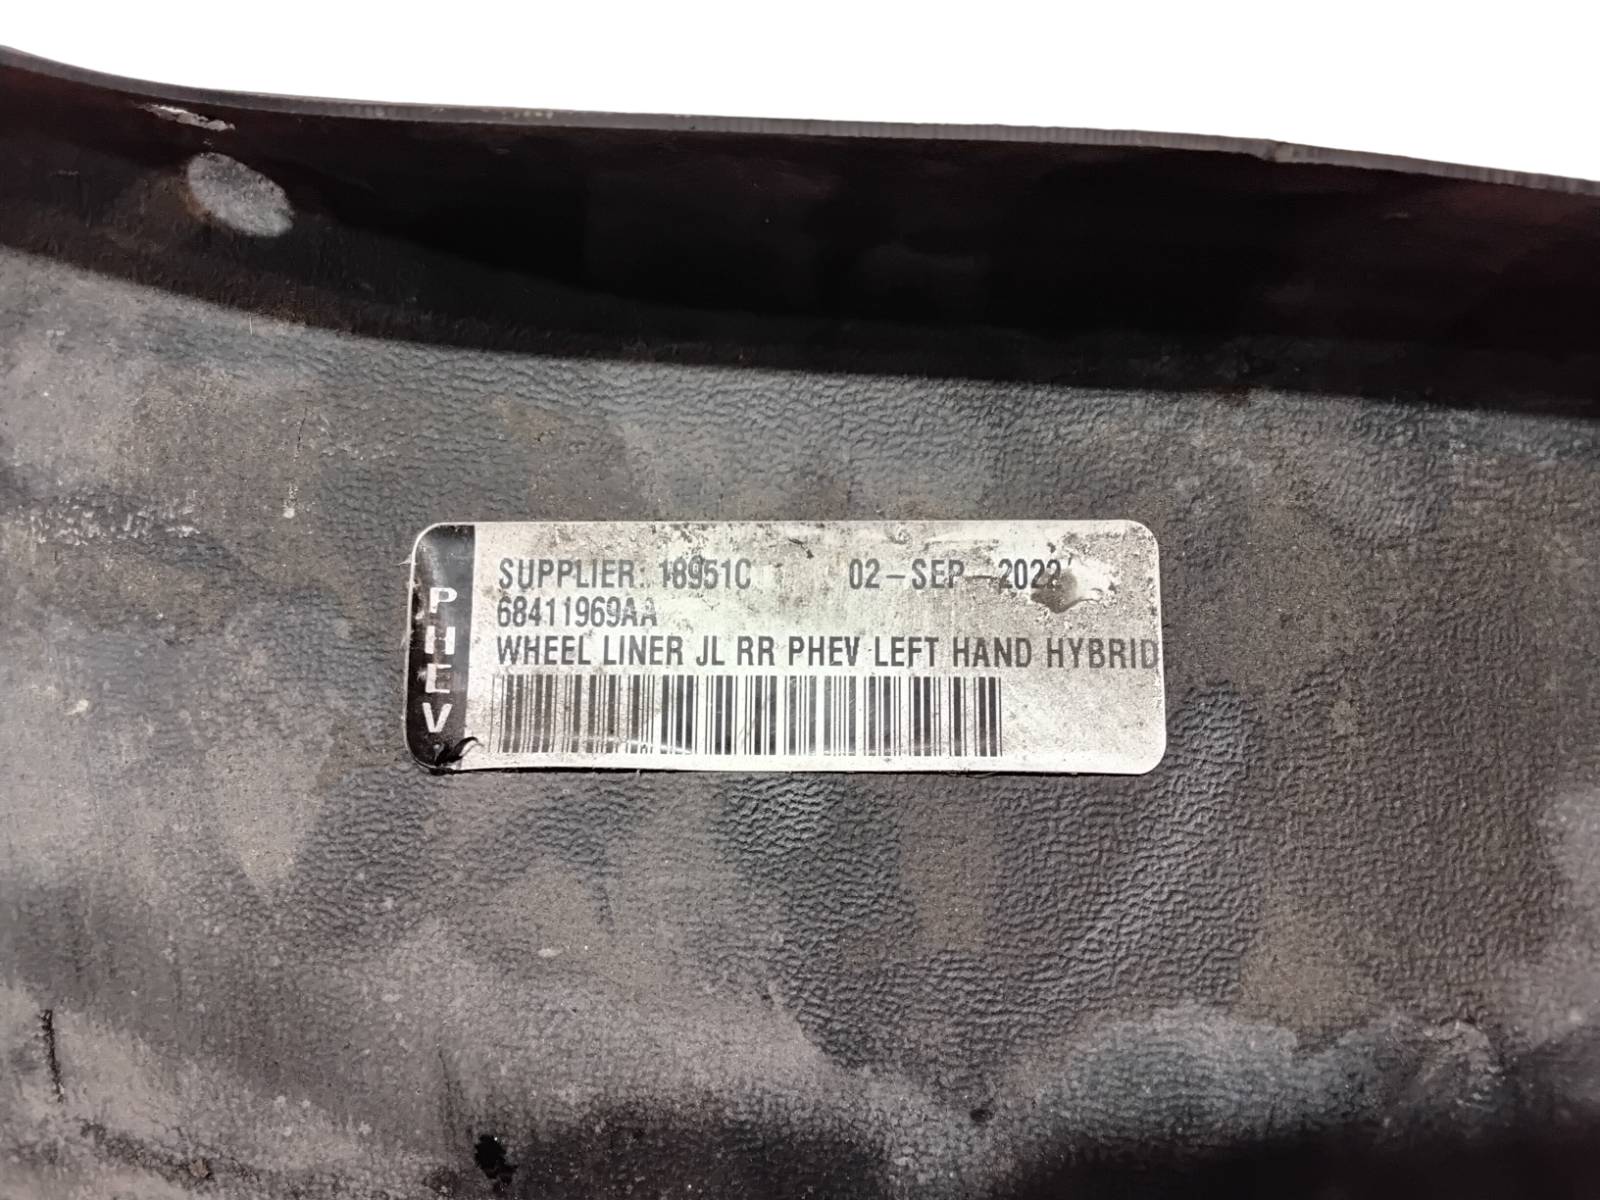 PHEV
SUPPLIER: 18951C 02-SEP-2022
68411969AA
WHEEL LINER JL RR PHEV LEFT HAND HYBRID